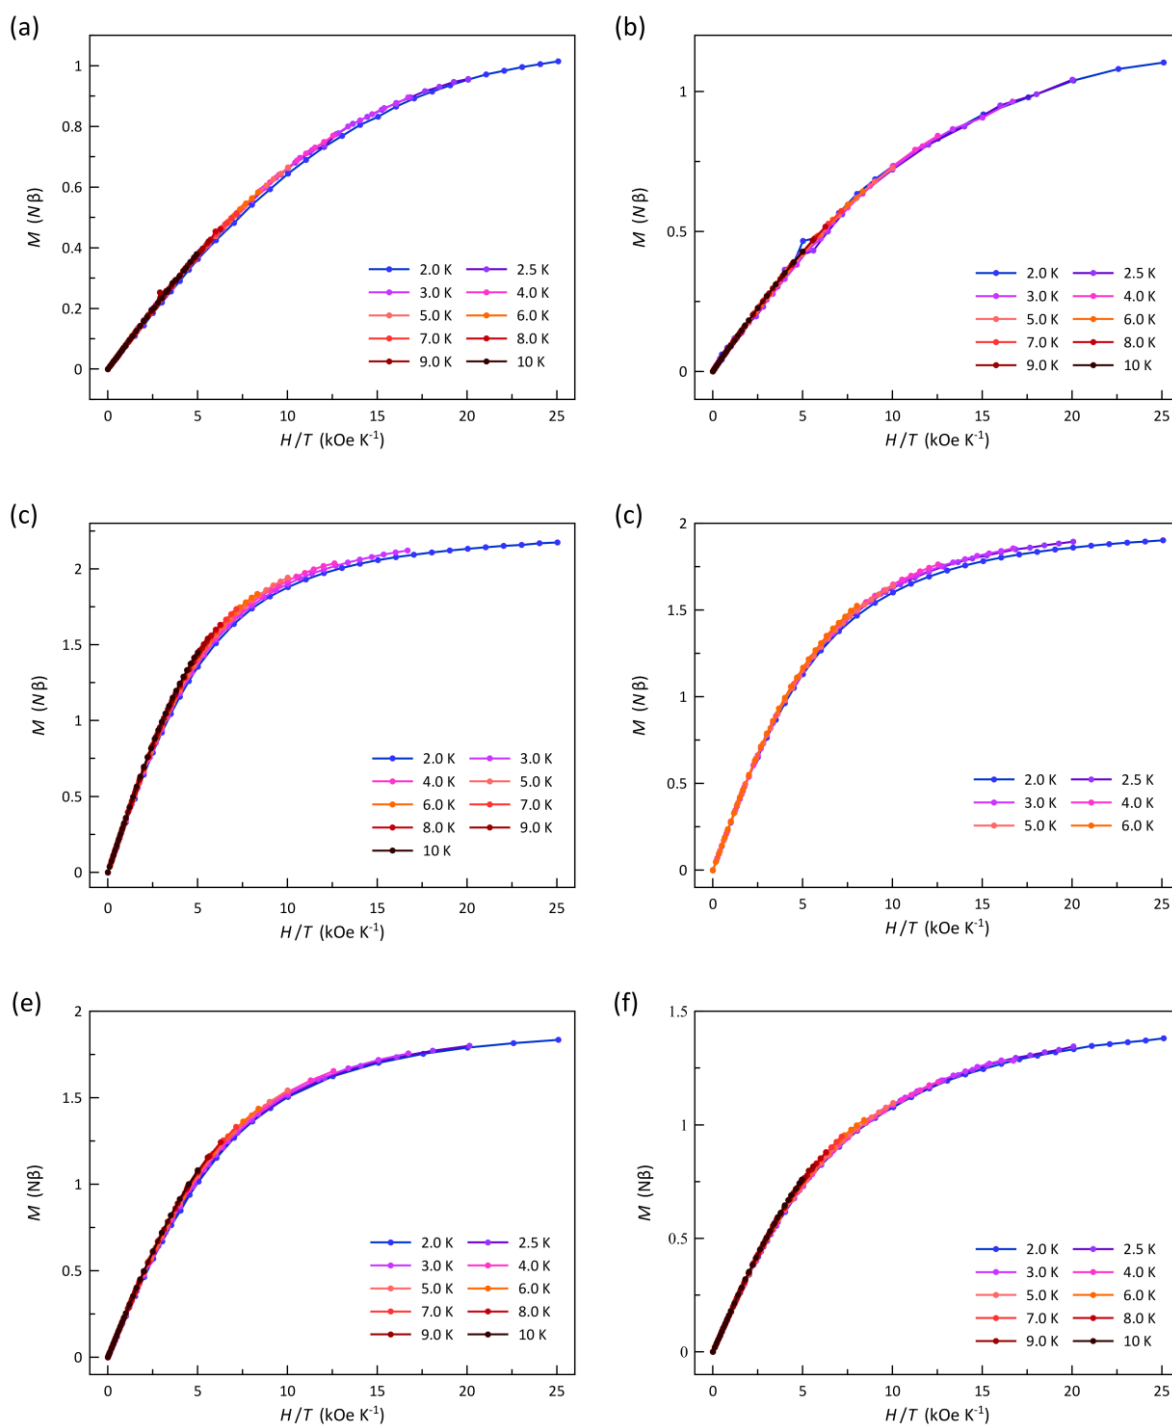 (a)
1
0.8
0.6
0.4
0.2
0
M (Nβ)
2.0 K 2.5 K
3.0 K 4.0 K
5.0 K 6.0 K
7.0 K 8.0 K
9.0 K 10 K
0 5 10 15 20 25
H/T (kOe K⁻¹)
(b)
1
0.5
0
M (Nβ)
2.0 K 2.5 K
3.0 K 4.0 K
5.0 K 6.0 K
7.0 K 8.0 K
9.0 K 10 K
0 5 10 15 20 25
H/T (kOe K⁻¹)
(c)
2
1.5
1
0.5
0
M (Nβ)
2.0 K 3.0 K
4.0 K 5.0 K
6.0 K 7.0 K
8.0 K 9.0 K
10 K
0 5 10 15 20 25
H/T (kOe K⁻¹)
(c)
2
1.5
1
0.5
0
M (Nβ)
2.0 K 2.5 K
3.0 K 4.0 K
5.0 K 6.0 K
0 5 10 15 20 25
H/T (kOe K⁻¹)
(e)
2
1.5
1
0.5
0
M (Nβ)
2.0 K 2.5 K
3.0 K 4.0 K
5.0 K 6.0 K
7.0 K 8.0 K
9.0 K 10 K
0 5 10 15 20 25
H/T (kOe K⁻¹)
(f)
1.5
1
0.5
0
M (Nβ)
2.0 K 2.5 K
3.0 K 4.0 K
5.0 K 6.0 K
7.0 K 8.0 K
9.0 K 10 K
0 5 10 15 20 25
H/T (kOe K⁻¹)